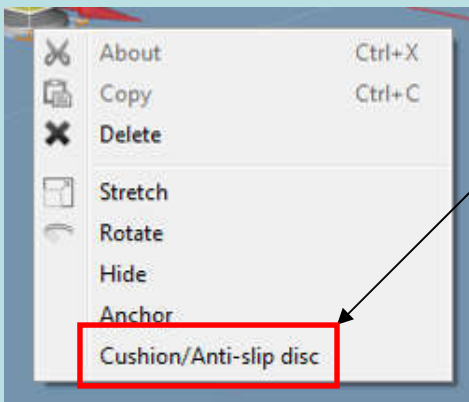 About Ctrl+X
Copy Ctrl+C
Delete
Stretch
Rotate
Hide
Anchor
Cushion/Anti-slip disc